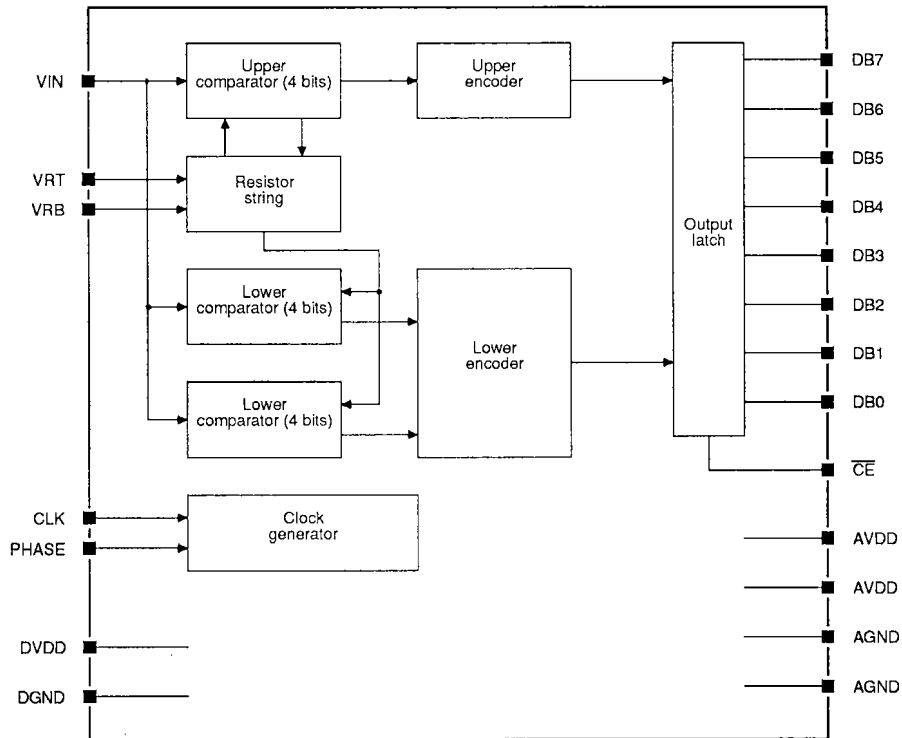 VIN
VRT
VRB
CLK
PHASE
DVDD
DGND
Upper
comparator (4 bits)
Upper
encoder
Resistor
string
Lower
comparator (4 bits)
Lower
comparator (4 bits)
Lower
encoder
Clock
generator
Output
latch
DB7
DB6
DB5
DB4
DB3
DB2
DB1
DB0
C̅E̅
AVDD
AVDD
AGND
AGND